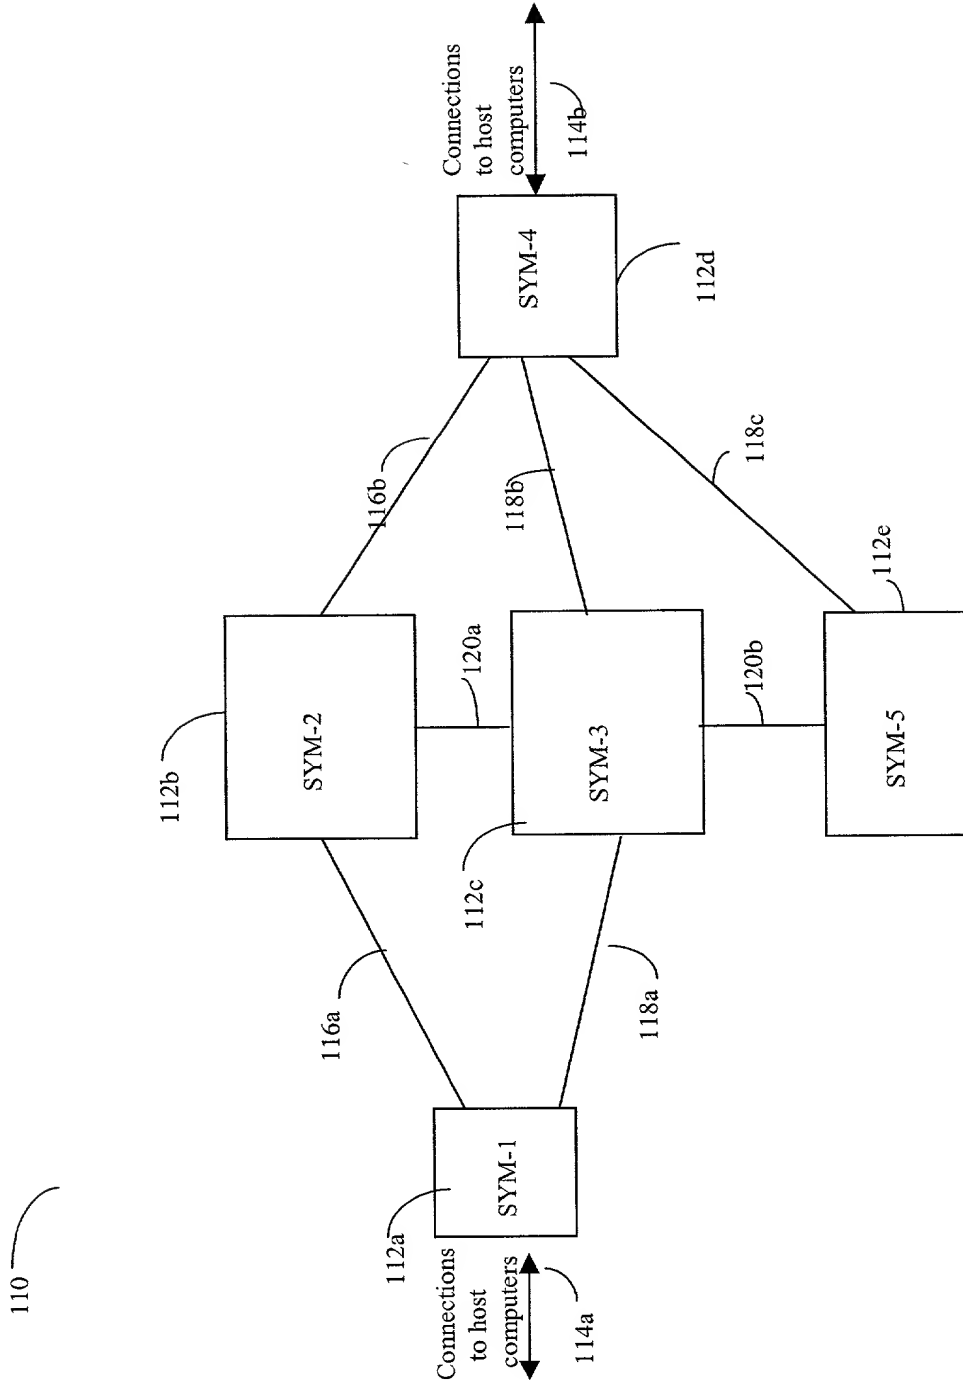 110
Connections
to host
computers
114a
112a
SYM-1
116a
118a
112b
SYM-2
112c
SYM-3
120a
120b
SYM-5
112e
116b
118b
118c
SYM-4
112d
Connections
to host
computers
114b